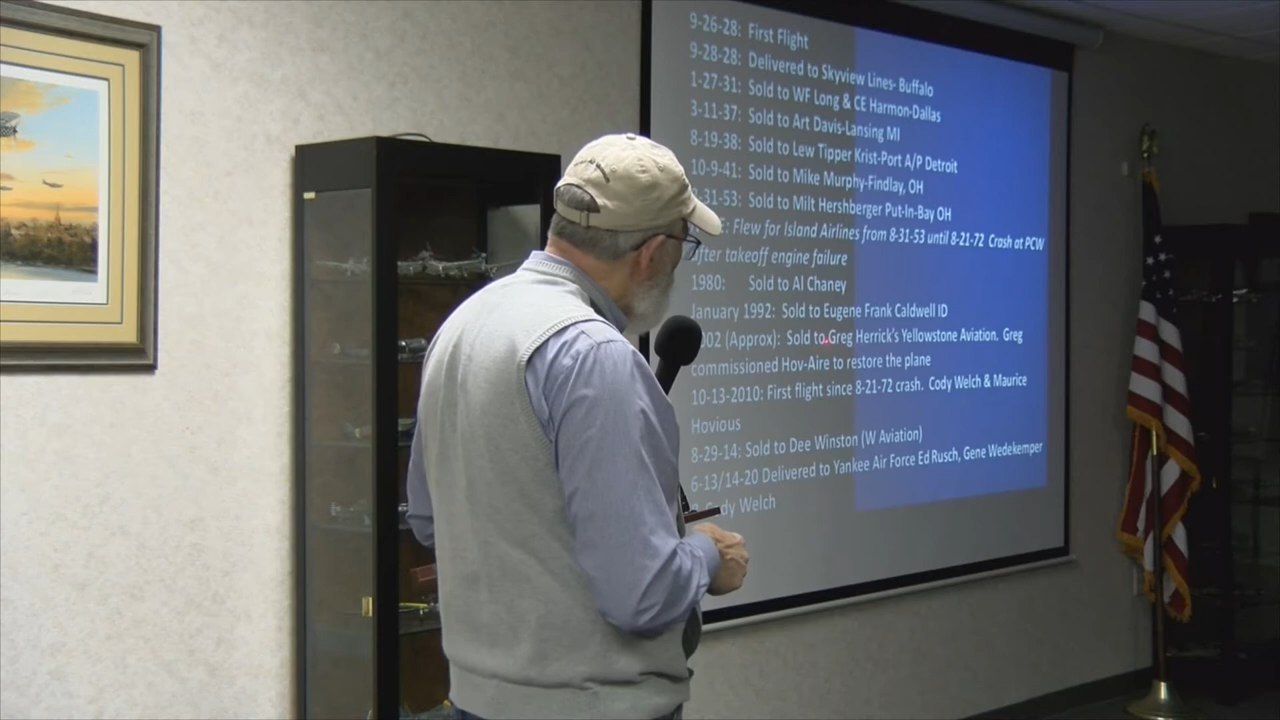 9-26-28: First Flight
9-28-28: Delivered to Skyview Lines- Buffalo
1-27-31: Sold to WF Long & CE Harmon-Dallas
3-11-37: Sold to Art Davis-Lansing MI
8-19-38: Sold to Lew Tipper Krist-Port A/P Detroit
10-9-41: Sold to Mike Murphy-Findlay, OH
-31-53: Sold to Milt Hershberger Put-In-Bay OH
: Flew for Island Airlines from 8-31-53 until 8-21-72 Crash at PCW
After takeoff engine failure
1980: Sold to Al Chaney
January 1992: Sold to Eugene Frank Caldwell ID
002 (Approx): Sold to Greg Herrick's Yellowstone Aviation. Greg
commissioned Hov-Aire to restore the plane
10-13-2010: First flight since 8-21-72 crash. Cody Welch & Maurice
Hovious
8-29-14: Sold to Dee Winston (W Aviation)
6-13/14-20 Delivered to Yankee Air Force Ed Rusch, Gene Wedekemper
& Cody Welch